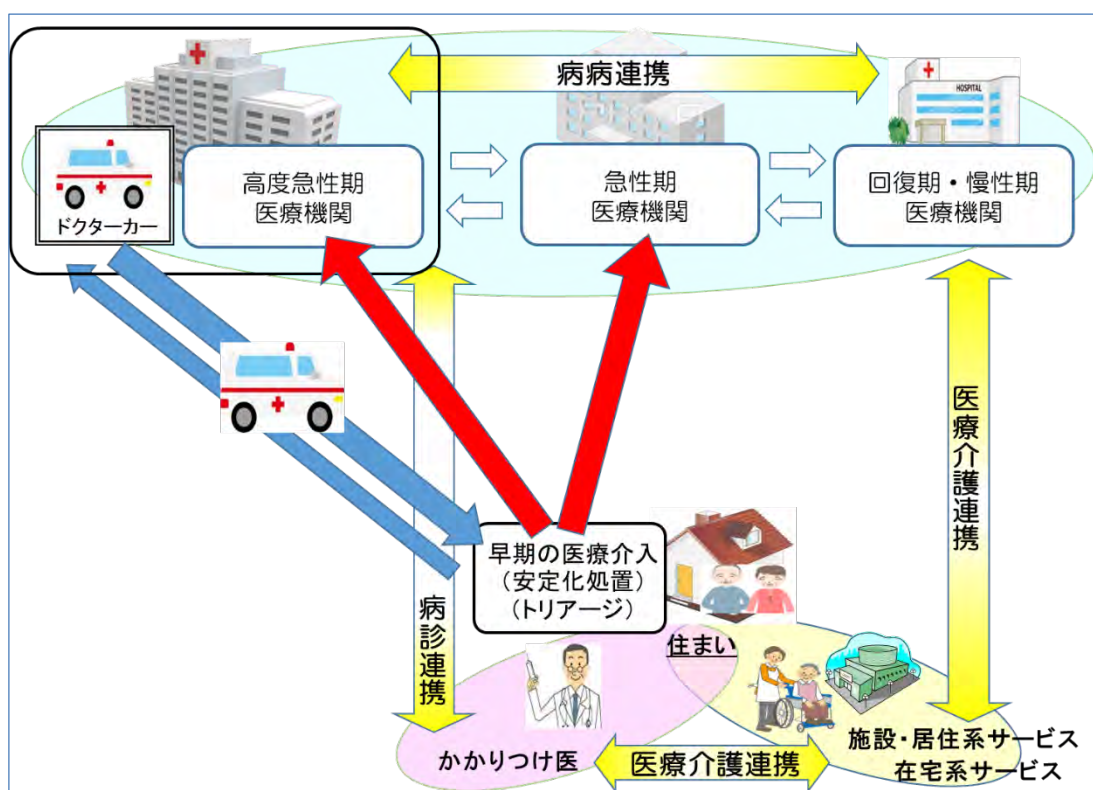 病病連携
HOSPITAL
ドクターカー
高度急性期
医療機関
急性期
医療機関
回復期・慢性期
医療機関
早期の医療介入
（安定化処置）
（トリアージ）
病診連携
医療介護連携
住まい
かかりつけ医
医療介護連携
施設・居住系サービス
在宅系サービス